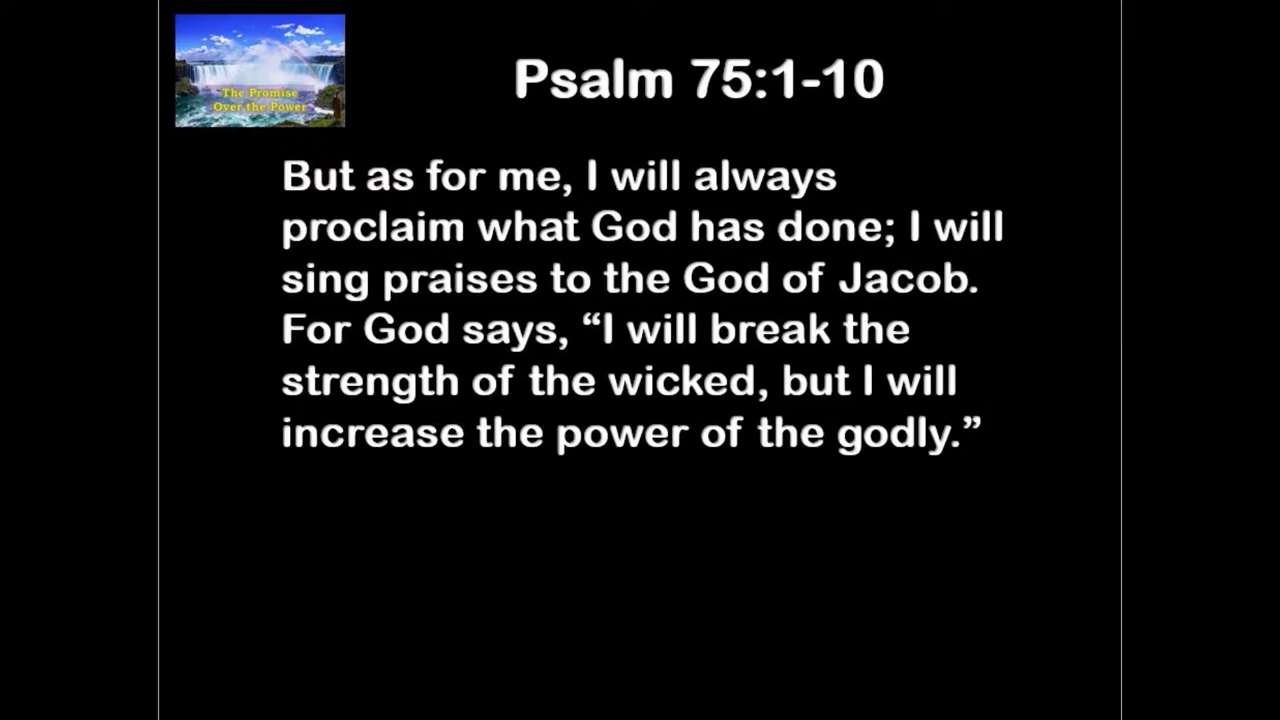 The Promise
Over the Power
Psalm 75:1-10
But as for me, I will always
proclaim what God has done; I will
sing praises to the God of Jacob.
For God says, “I will break the
strength of the wicked, but I will
increase the power of the godly.”